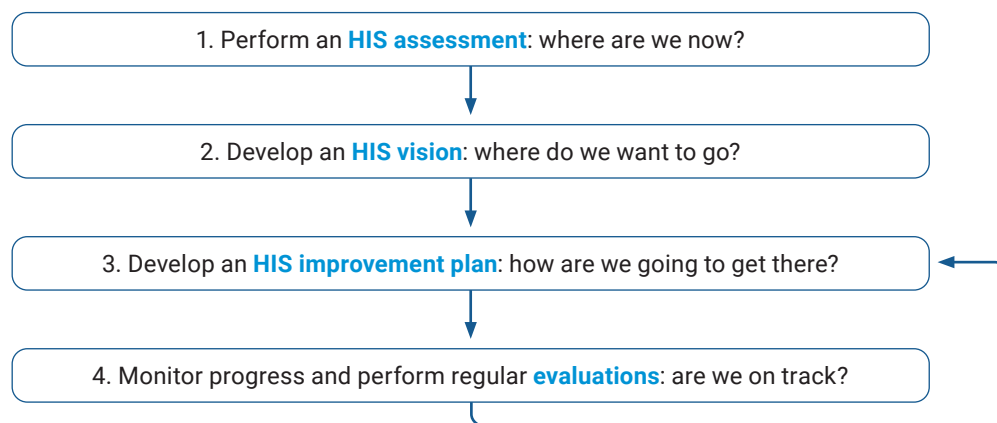 1. Perform an HIS assessment: where are we now?
2. Develop an HIS vision: where do we want to go?
3. Develop an HIS improvement plan: how are we going to get there?
4. Monitor progress and perform regular evaluations: are we on track?